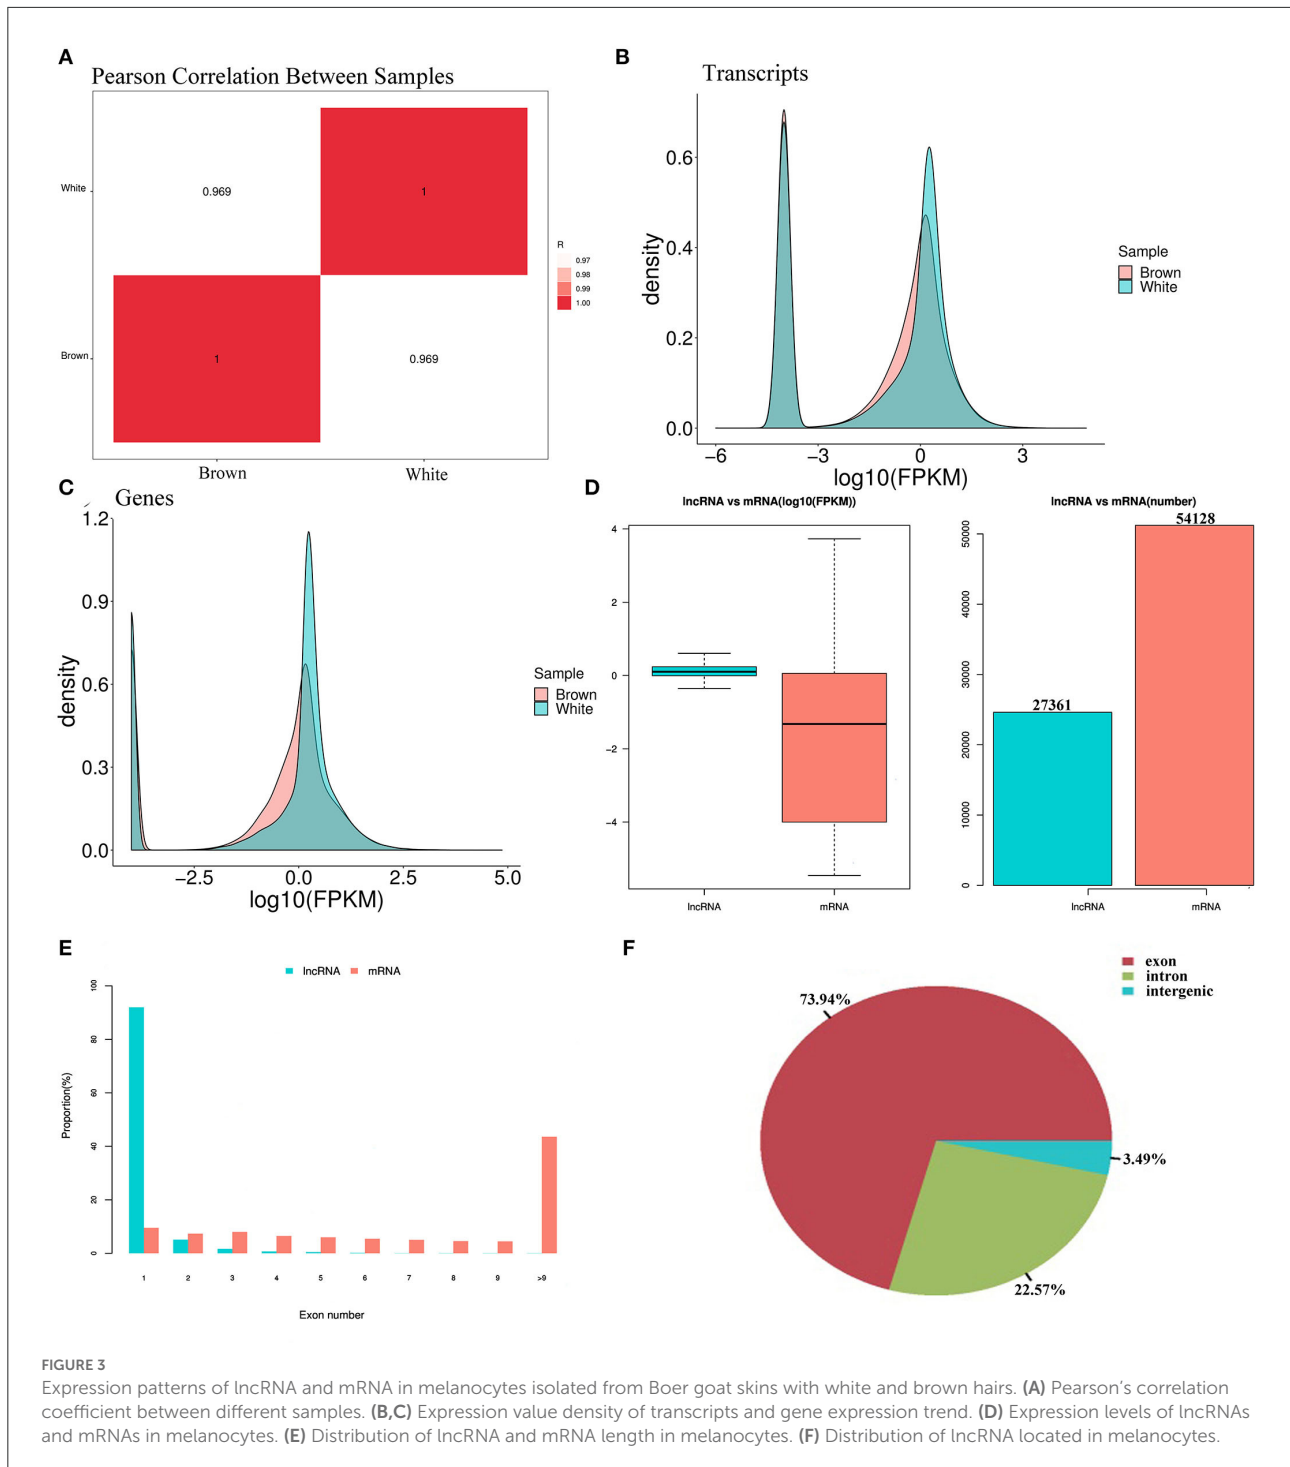 A
Pearson Correlation Between Samples
White
0.969
1
Brown
1
0.969
Brown
White
R
0.97
0.98
0.99
1.00
B
Transcripts
density
0.6
0.4
0.2
0.0
−6
−3
0
3
log10(FPKM)
Sample
Brown
White
C
Genes
density
1.2
0.9
0.6
0.3
0.0
−2.5
0.0
2.5
5.0
log10(FPKM)
Sample
Brown
White
D
lncRNA vs mRNA(log10(FPKM))
4
2
0
−2
−4
lncRNA
mRNA
lncRNA vs mRNA(number)
54128
27361
50000
40000
30000
20000
10000
0
lncRNA
mRNA
E
lncRNA
mRNA
Proportion(%)
100
80
60
40
20
0
1
2
3
4
5
6
7
8
9
>9
Exon number
F
exon
intron
intergenic
73.94%
3.49%
22.57%
FIGURE 3
Expression patterns of lncRNA and mRNA in melanocytes isolated from Boer goat skins with white and brown hairs. (A) Pearson's correlation
coefficient between different samples. (B,C) Expression value density of transcripts and gene expression trend. (D) Expression levels of lncRNAs
and mRNAs in melanocytes. (E) Distribution of lncRNA and mRNA length in melanocytes. (F) Distribution of lncRNA located in melanocytes.